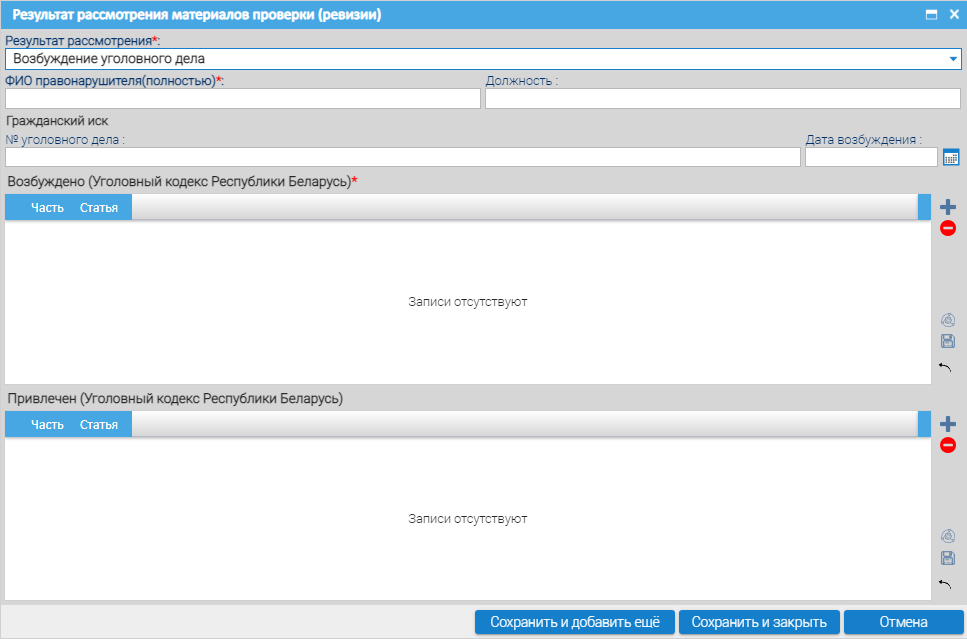 Результат рассмотрения материалов проверки (ревизии)
Результат рассмотрения*:
Возбуждение уголовного дела
ФИО правонарушителя(полностью)*: Должность :
Гражданский иск
№ уголовного дела : Дата возбуждения :
Возбуждено (Уголовный кодекс Республики Беларусь)*
Часть Статья
Записи отсутствуют
Привлечен (Уголовный кодекс Республики Беларусь)
Часть Статья
Записи отсутствуют
Сохранить и добавить ещё Сохранить и закрыть Отмена